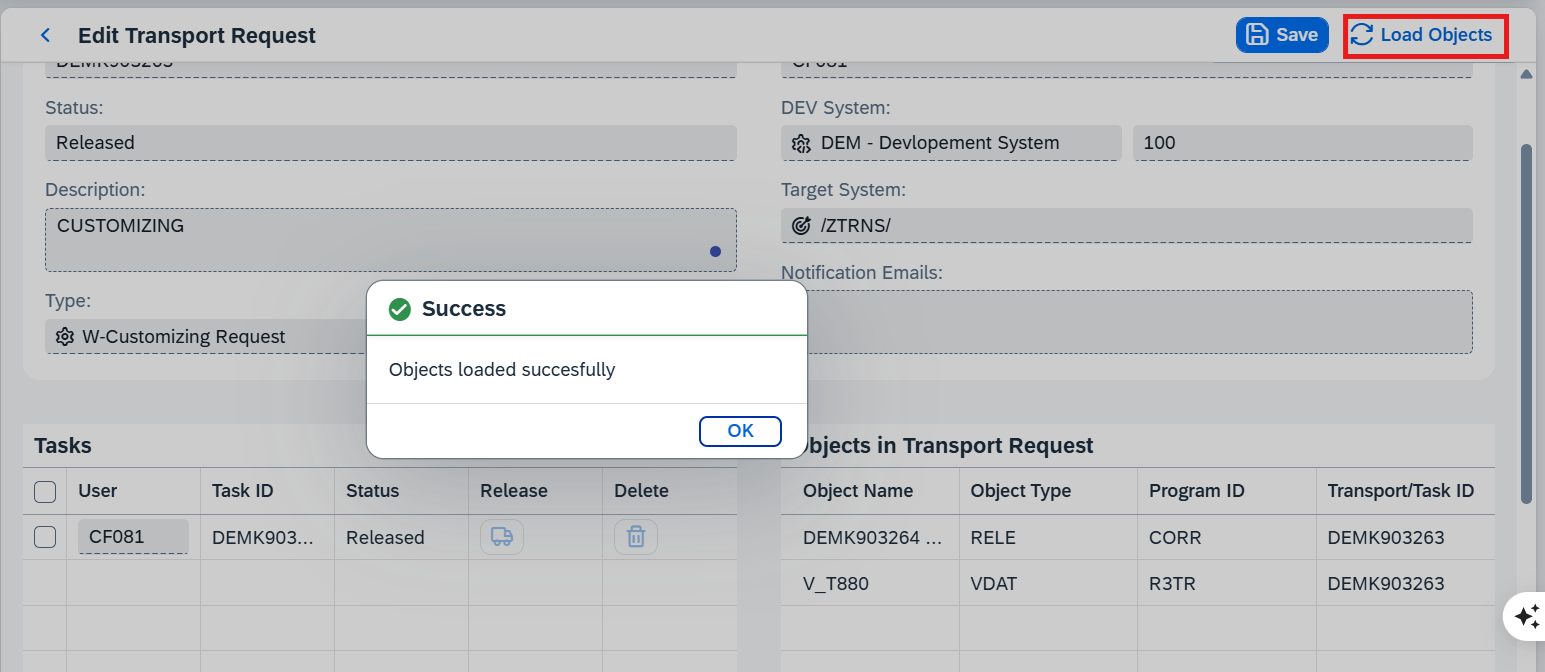 Edit Transport Request
Save
Load Objects
DEMK903263
CF081
Status:
Released
DEV System:
DEM - Devlopement System
100
Description:
CUSTOMIZING
Target System:
/ZTRNS/
Notification Emails:
Type:
W-Customizing Request
Success
Objects loaded succesfully
OK
Tasks
User Task ID Status Release Delete
CF081 DEMK903... Released
bjects in Transport Request
Object Name Object Type Program ID Transport/Task ID
DEMK903264 ... RELE CORR DEMK903263
V_T880 VDAT R3TR DEMK903263